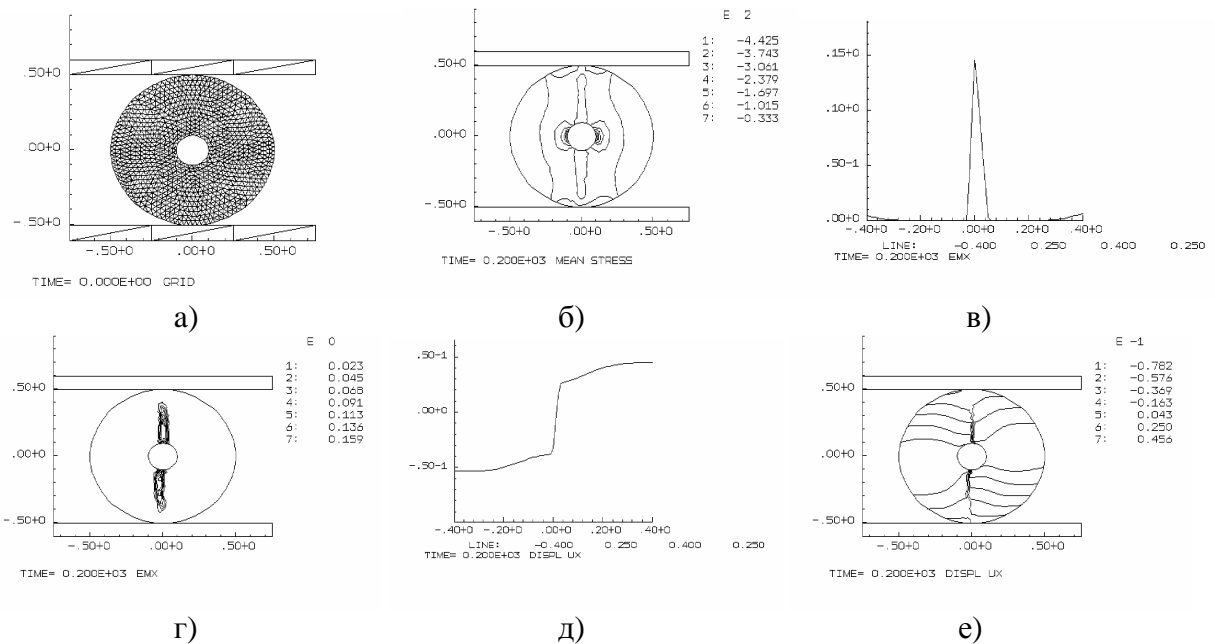 .50+0
.00+0
-.50+0
-.50+0 .00+0 .50+0
TIME= 0.000E+00 GRID
а)
E 2
1: -4.425
2: -3.743
3: -3.061
4: -2.379
5: -1.697
6: -1.015
7: -0.333
.50+0
.00+0
-.50+0
-.50+0 .00+0 .50+0
TIME= 0.200E+03 MEAN STRESS
б)
.15+0
.10+0
.50-1
.00+0
-.40+0 -.20+0 .00+0 .20+0 .40+0
LINE: -0.400 0.250 0.400 0.250
TIME= 0.200E+03 EMX
в)
E 0
1: 0.023
2: 0.045
3: 0.068
4: 0.091
5: 0.113
6: 0.136
7: 0.159
.50+0
.00+0
-.50+0
-.50+0 .00+0 .50+0
TIME= 0.200E+03 EMX
г)
.50-1
.00+0
-.50-1
-.40+0 -.20+0 .00+0 .20+0 .40+0
LINE: -0.400 0.250 0.400 0.250
TIME= 0.200E+03 DISPL UX
д)
E -1
1: -0.782
2: -0.576
3: -0.369
4: -0.163
5: 0.043
6: 0.250
7: 0.456
.50+0
.00+0
-.50+0
-.50+0 .00+0 .50+0
TIME= 0.200E+03 DISPL UX
е)